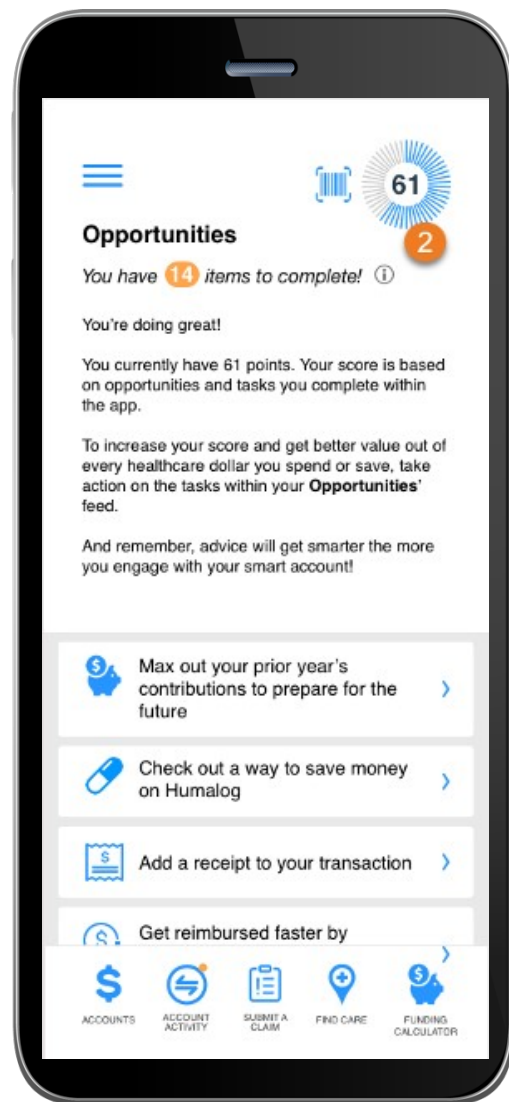 61
2
Opportunities
You have 14 items to complete!
You're doing great!
You currently have 61 points. Your score is based
on opportunities and tasks you complete within
the app.
To increase your score and get better value out of
every healthcare dollar you spend or save, take
action on the tasks within your Opportunities'
feed.
And remember, advice will get smarter the more
you engage with your smart account!
Max out your prior year's
contributions to prepare for the
future
Check out a way to save money
on Humalog
Add a receipt to your transaction
Get reimbursed faster by
ACCOUNTS
ACCOUNT
ACTIVITY
SUBMIT A
CLAIM
FIND CARE
FUNDING
CALCULATOR